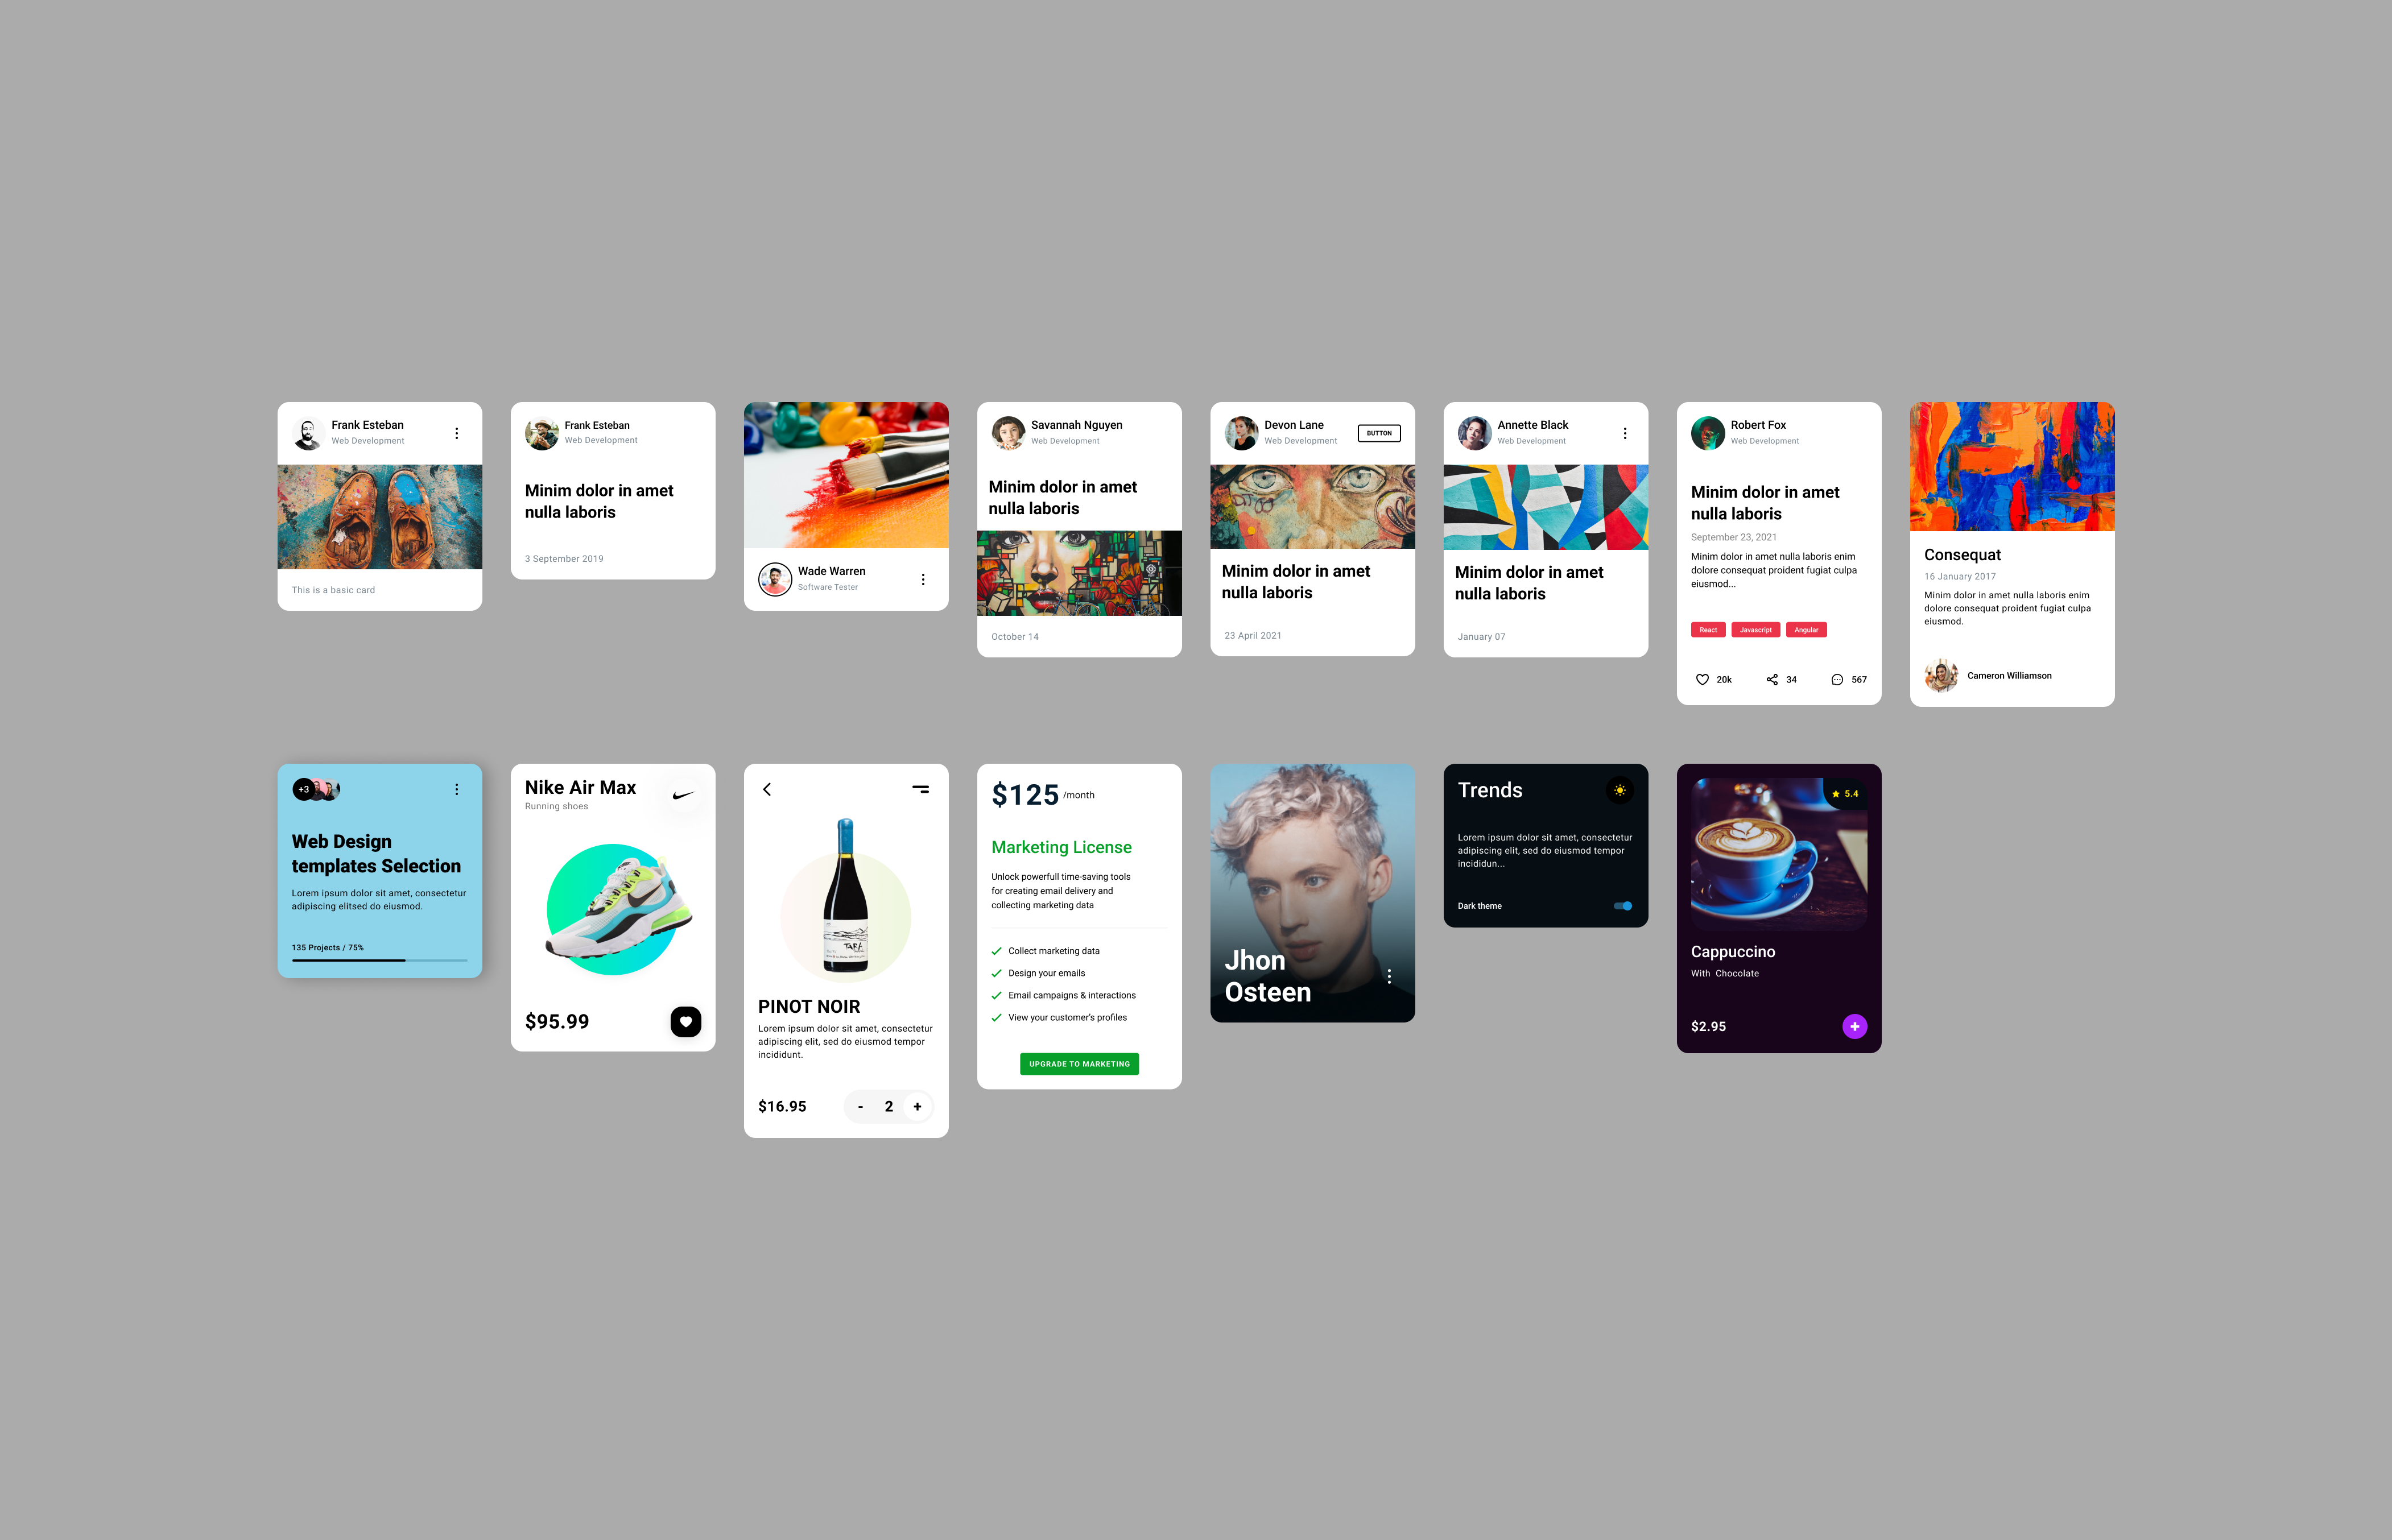 Frank Esteban
Web Development
This is a basic card
Frank Esteban
Web Development
Minim dolor in amet
nulla laboris
3 September 2019
Wade Warren
Software Tester
Savannah Nguyen
Web Development
Minim dolor in amet
nulla laboris
October 14
Devon Lane
Web Development
BUTTON
Minim dolor in amet
nulla laboris
23 April 2021
Annette Black
Web Development
Minim dolor in amet
nulla laboris
January 07
Robert Fox
Web Development
Minim dolor in amet
nulla laboris
September 23, 2021
Minim dolor in amet nulla laboris enim
dolore consequat proident fugiat culpa
eiusmod...
React Javascript Angular
20k 34 567
Consequat
16 January 2017
Minim dolor in amet nulla laboris enim
dolore consequat proident fugiat culpa
eiusmod.
Cameron Williamson
+3
Web Design
templates Selection
Lorem ipsum dolor sit amet, consectetur
adipiscing elitsed do eiusmod.
135 Projects / 75%
Nike Air Max
Running shoes
$95.99
TARA
PINOT NOIR
Lorem ipsum dolor sit amet, consectetur
adipiscing elit, sed do eiusmod tempor
incididunt.
$16.95
- 2 +
$125 /month
Marketing License
Unlock powerfull time-saving tools
for creating email delivery and
collecting marketing data
Collect marketing data
Design your emails
Email campaigns & interactions
View your customer's profiles
UPGRADE TO MARKETING
Jhon
Osteen
Trends
Lorem ipsum dolor sit amet, consectetur
adipiscing elit, sed do eiusmod tempor
incididun...
Dark theme
5.4
Cappuccino
With Chocolate
$2.95